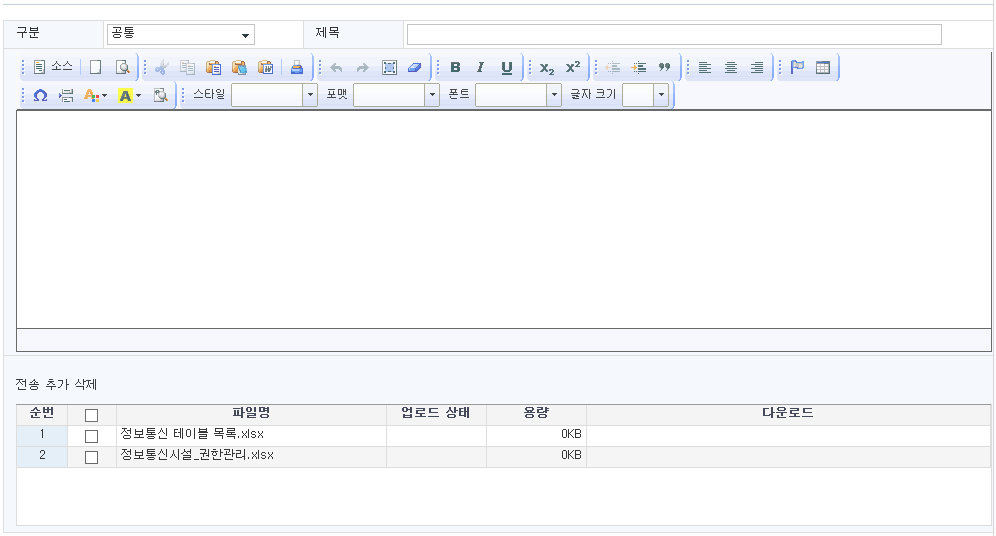 구분 공통 제목
소스 B I U X₂ X² A
스타일 포맷 폰트 글자 크기
전송 추가 삭제
순번 파일명 업로드 상태 용량 다운로드
1 정보통신 테이블 목록.xlsx 0KB
2 정보통신시설_권한관리.xlsx 0KB